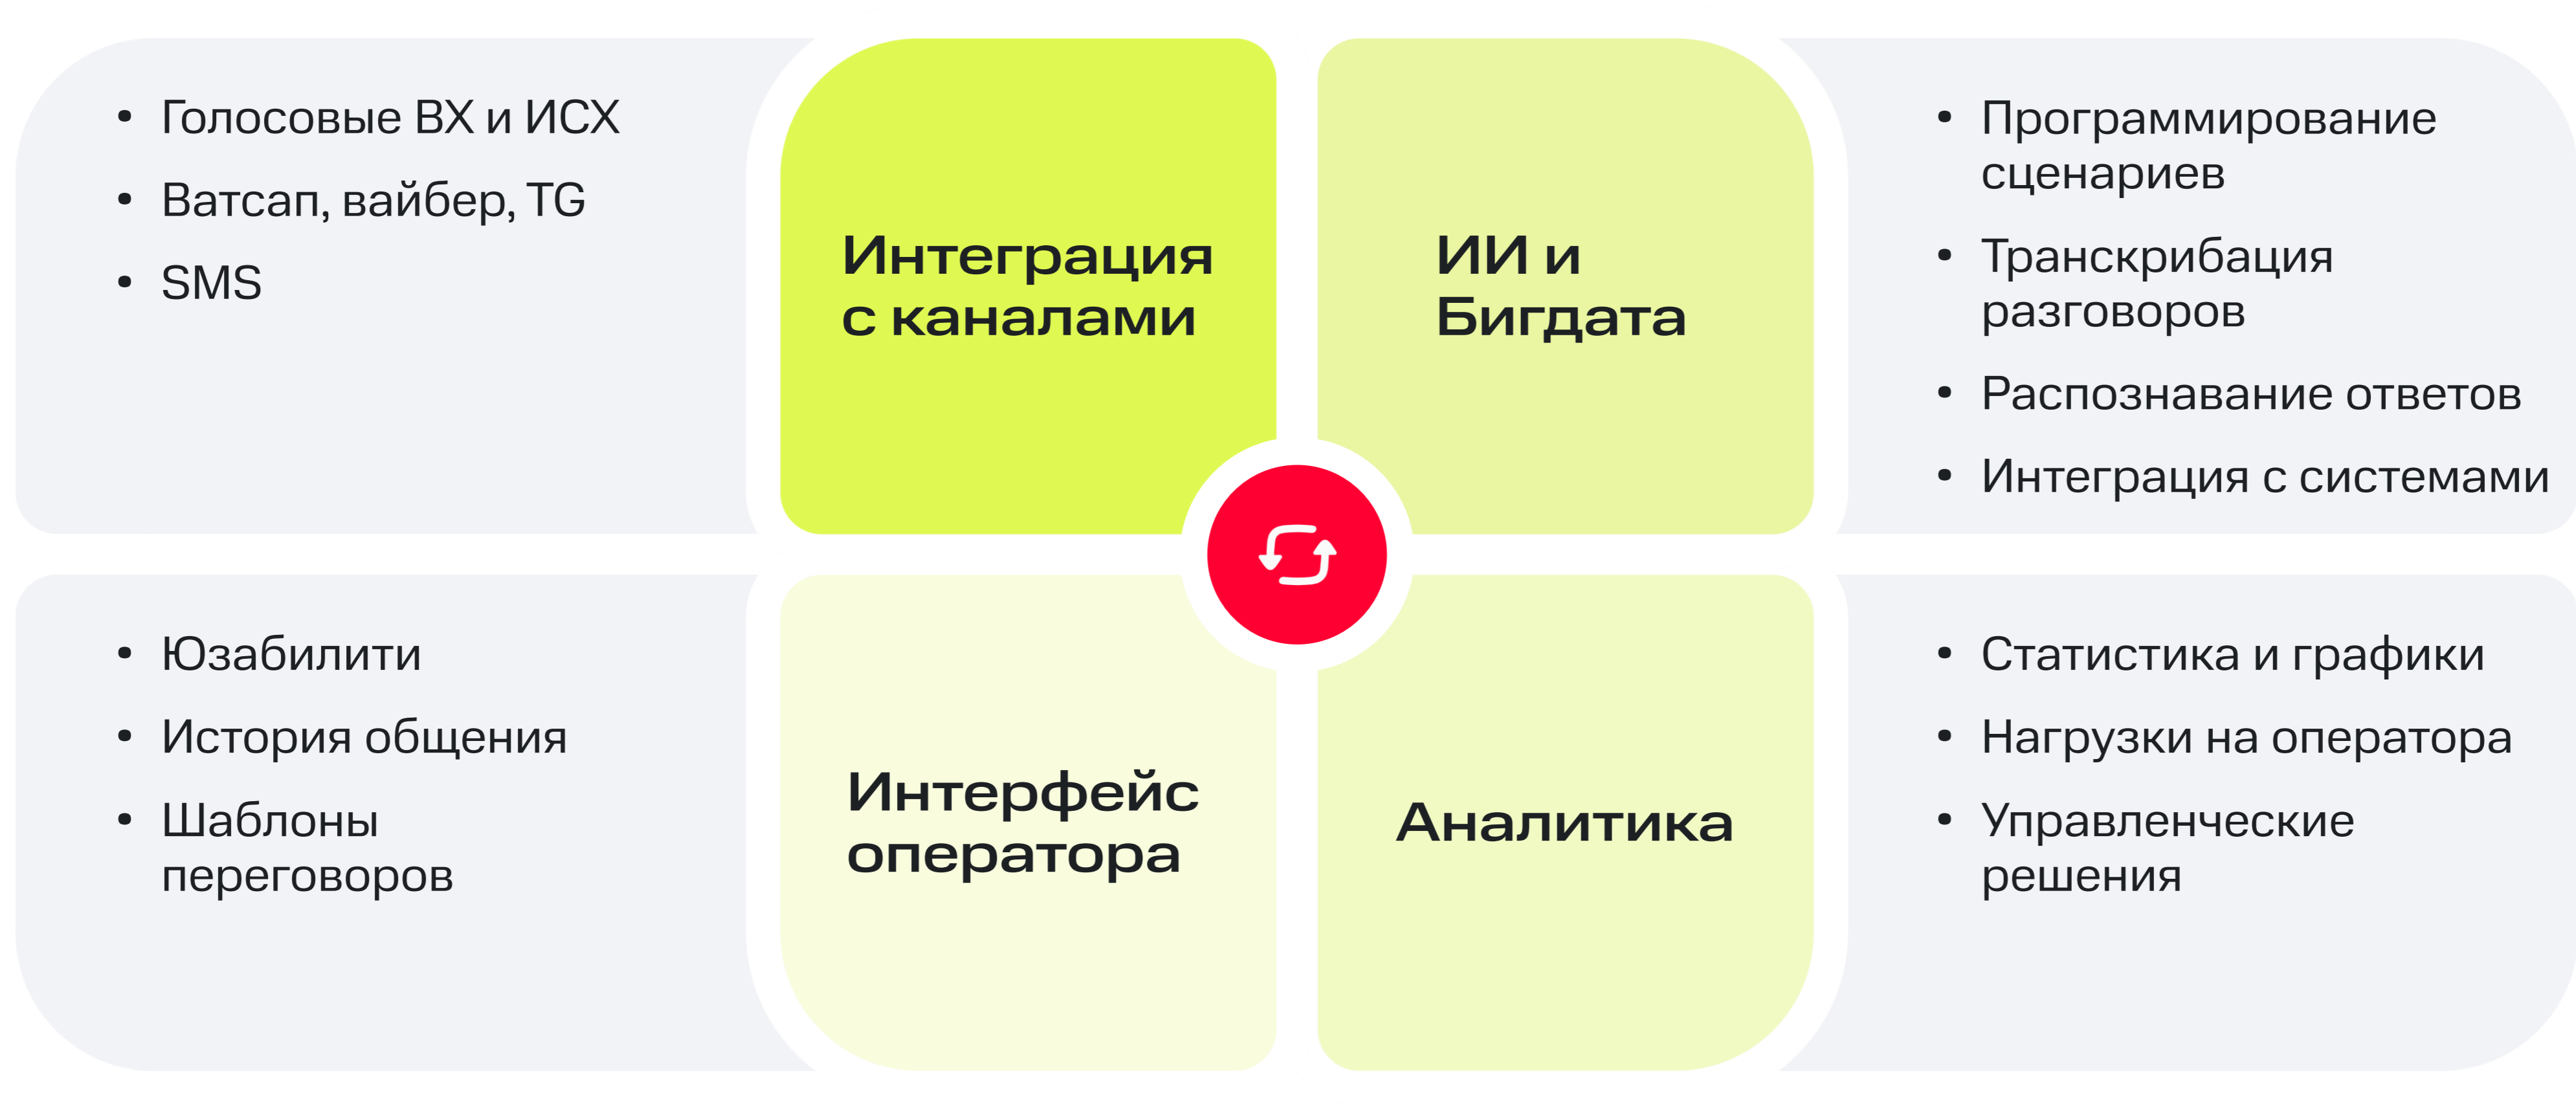 • Голосовые ВХ и ИСХ
• Ватсап, вайбер, TG
• SMS
Интеграция
с каналами
ИИ и
Бигдата
• Программирование
сценариев
• Транскрибация
разговоров
• Распознавание ответов
• Интеграция с системами
• Юзабилити
• История общения
• Шаблоны
переговоров
Интерфейс
оператора
Аналитика
• Статистика и графики
• Нагрузки на оператора
• Управленческие
решения